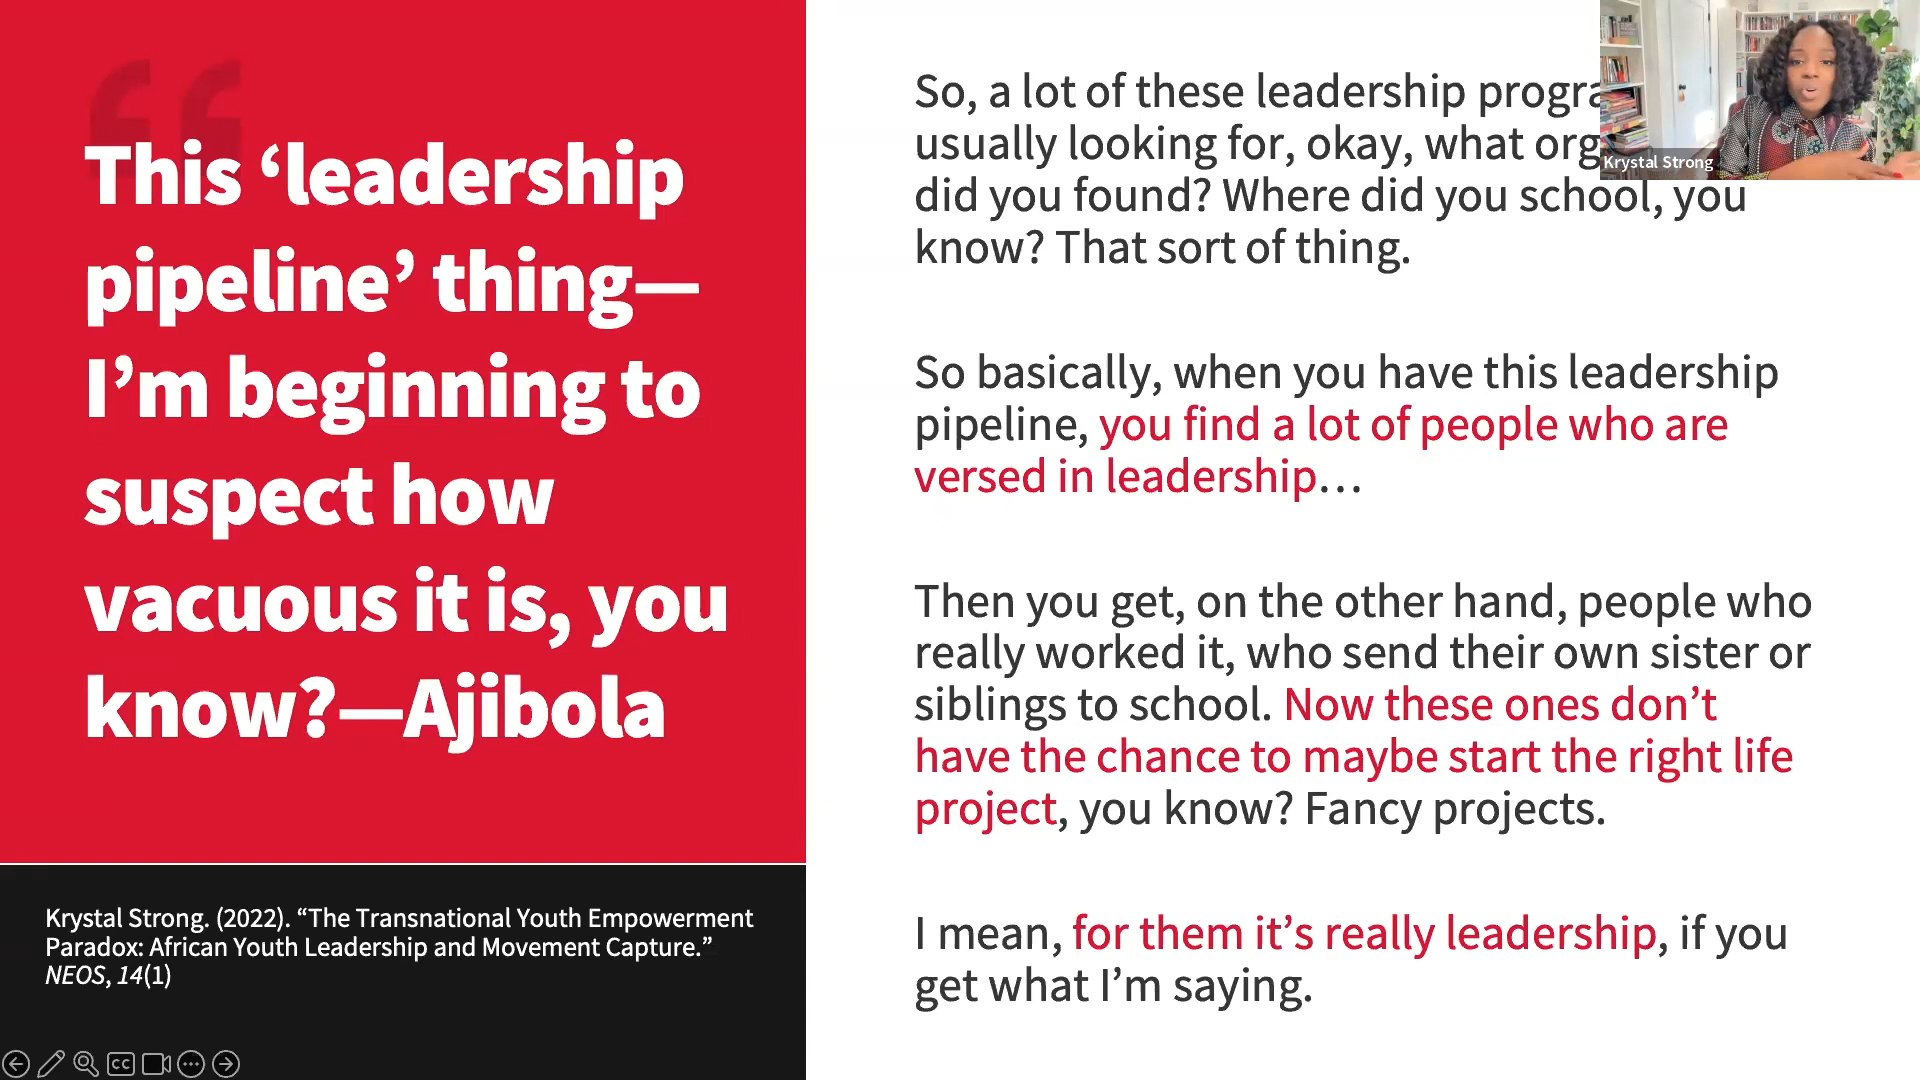 This ‘leadership
pipeline’ thing—
I’m beginning to
suspect how
vacuous it is, you
know?—Ajibola
Krystal Strong. (2022). “The Transnational Youth Empowerment
Paradox: African Youth Leadership and Movement Capture.”
NEOS, 14(1)
So, a lot of these leadership
usually looking for, okay, what
did you found? Where did you school, you
know? That sort of thing.
So basically, when you have this leadership
pipeline, you find a lot of people who are
versed in leadership…
Then you get, on the other hand, people who
really worked it, who send their own sister or
siblings to school. Now these ones don’t
have the chance to maybe start the right life
project, you know? Fancy projects.
I mean, for them it’s really leadership, if you
get what I’m saying.
Krystal Strong
CC